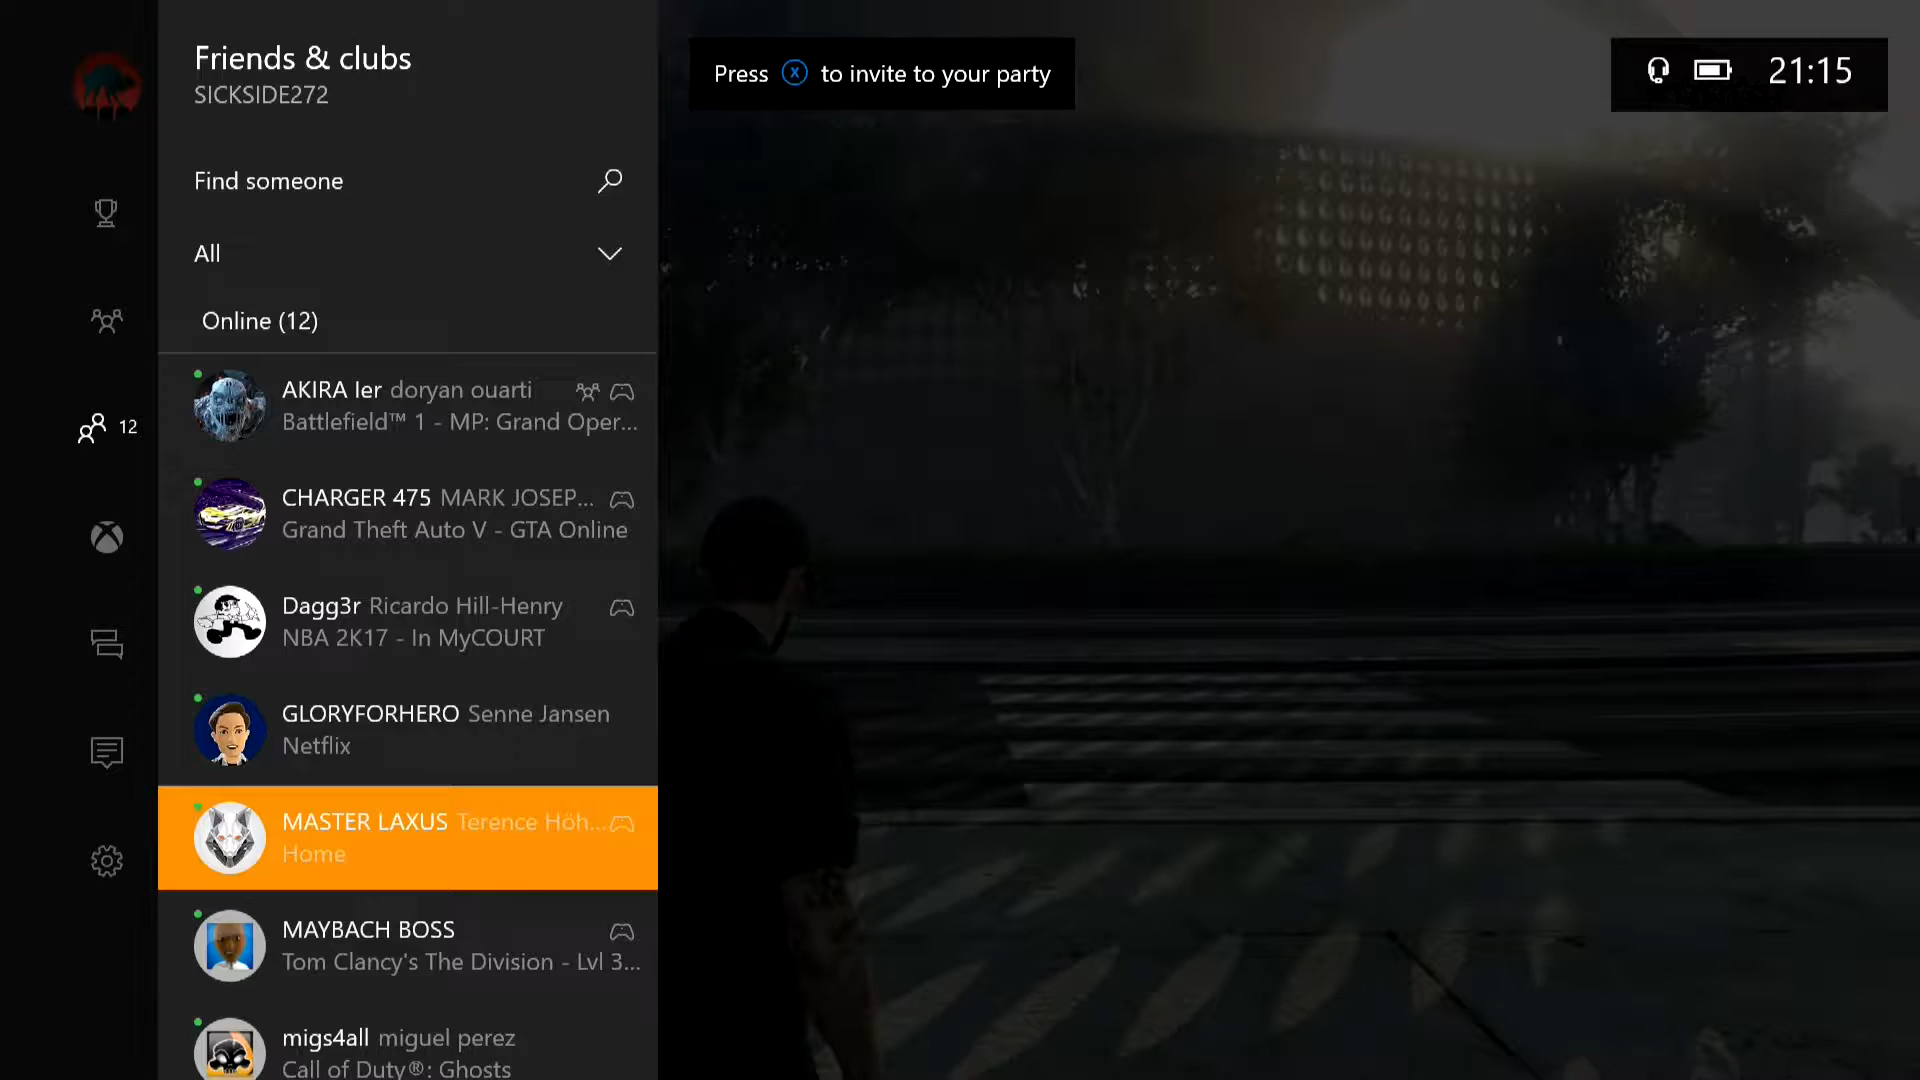 Friends & clubs
SICKSIDE272
Press X to invite to your party
21:15
Find someone
All
Online (12)
12
AKIRA Ier doryan ouarti
Battlefield™ 1 - MP: Grand Oper...
CHARGER 475 MARK JOSEP...
Grand Theft Auto V - GTA Online
Dagg3r Ricardo Hill-Henry
NBA 2K17 - In MyCOURT
GLORYFORHERO Senne Jansen
Netflix
MASTER LAXUS Terence Höh...
Home
MAYBACH BOSS
Tom Clancy's The Division - Lvl 3...
migs4all miguel perez
Call of Duty®: Ghosts